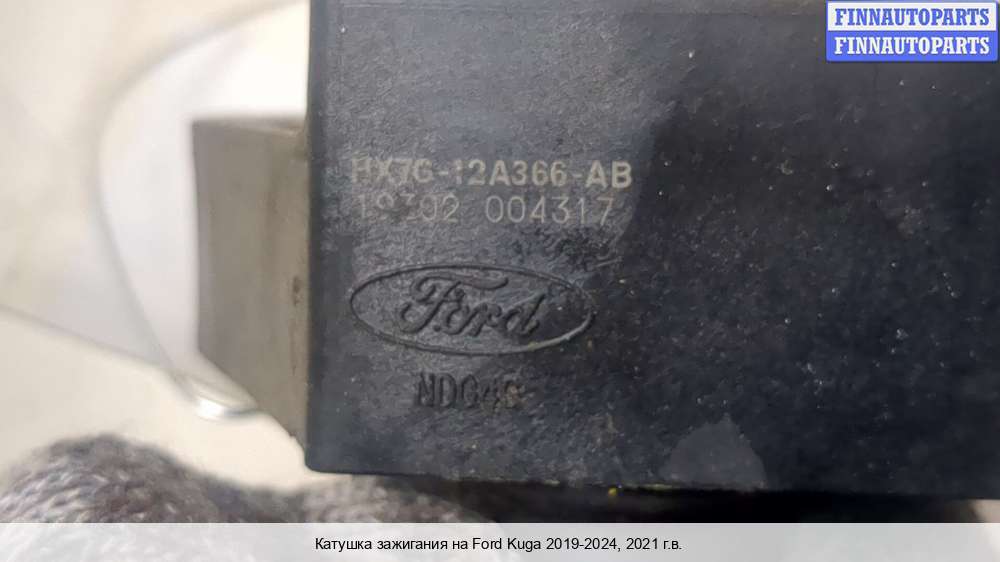 FINNAUTOPARTS
FINNAUTOPARTS
HX7G-12A366-AB
004317
Ford
Катушка зажигания на Ford Kuga 2019-2024, 2021 г.в.